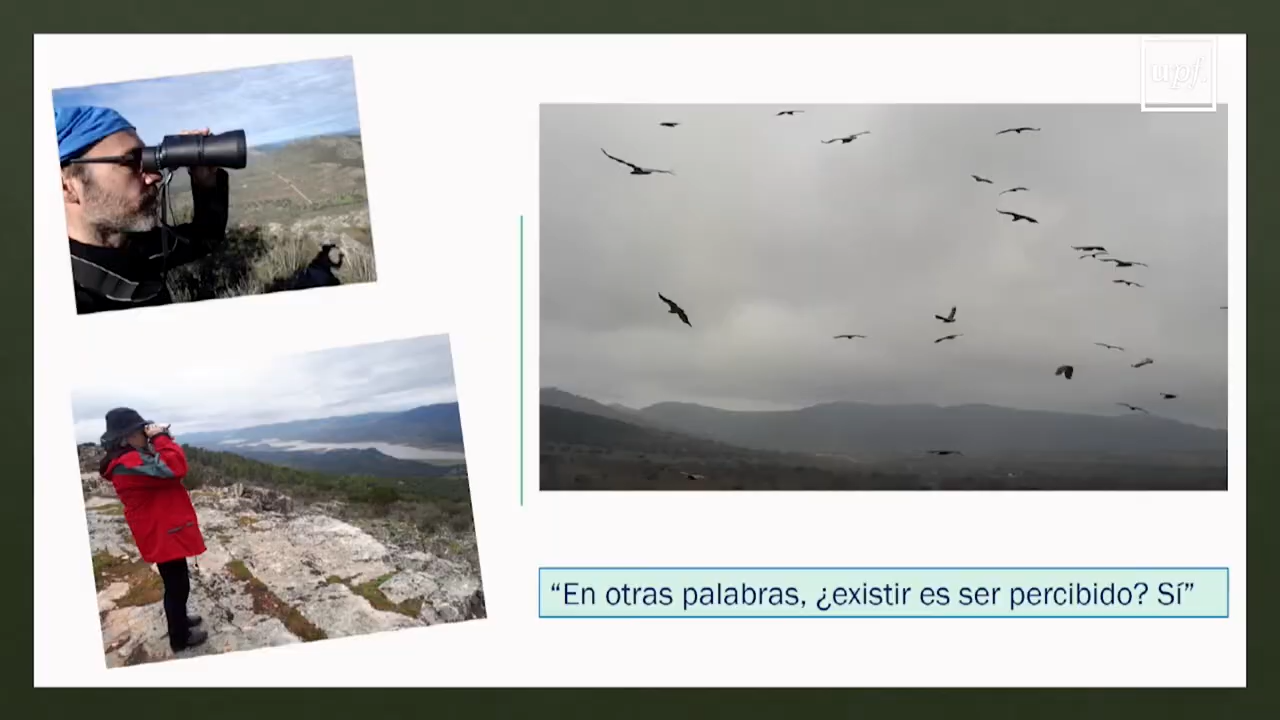 upf.
“En otras palabras, ¿existir es ser percibido? Sí”